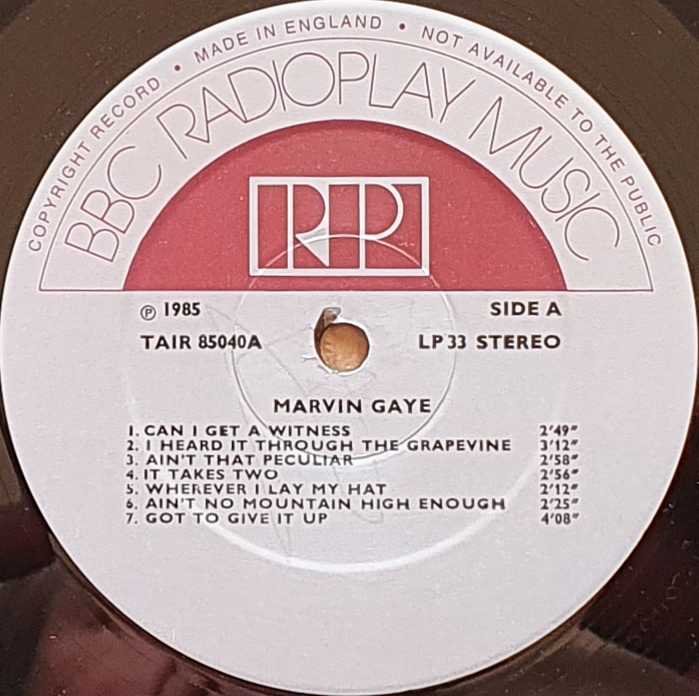 COPYRIGHT RECORD • MADE IN ENGLAND • NOT AVAILABLE TO THE PUBLIC
BBC RADIOPLAY MUSIC
RP
℗ 1985 SIDE A
TAIR 85040A LP 33 STEREO
MARVIN GAYE
1. CAN I GET A WITNESS 2'49"
2. I HEARD IT THROUGH THE GRAPEVINE 3'12"
3. AIN'T THAT PECULIAR 2'58"
4. IT TAKES TWO 2'56"
5. WHEREVER I LAY MY HAT 2'12"
6. AIN'T NO MOUNTAIN HIGH ENOUGH 2'25"
7. GOT TO GIVE IT UP 4'08"